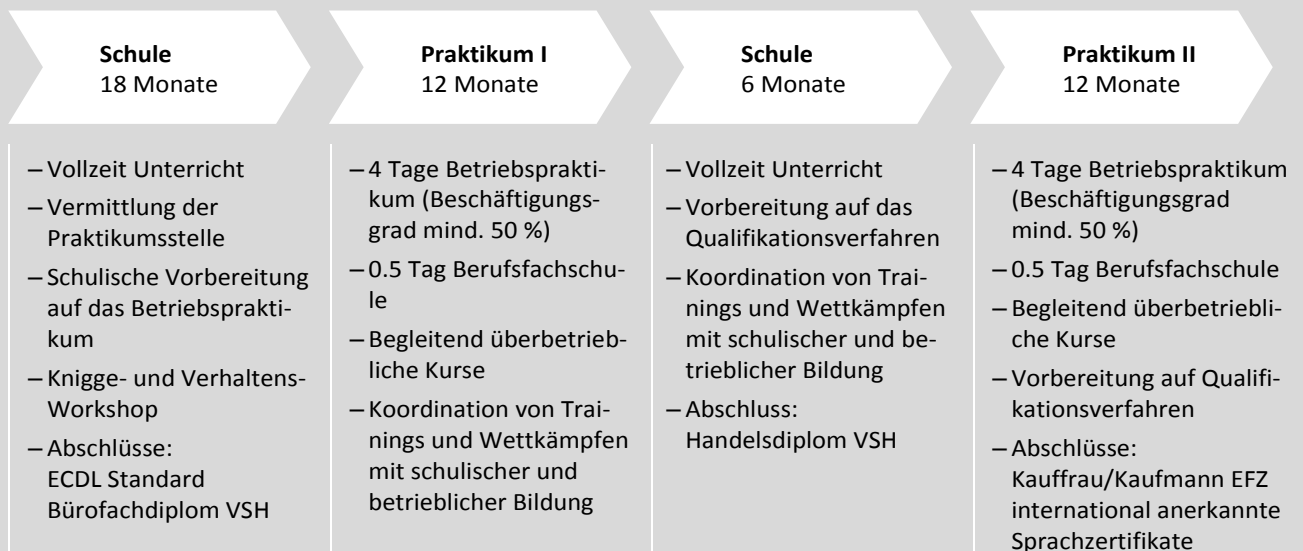 Schule
18 Monate
– Vollzeit Unterricht
– Vermittlung der
Praktikumsstelle
– Schulische Vorbereitung
auf das Betriebsprakti-
kum
– Knigge- und Verhaltens-
Workshop
– Abschlüsse:
ECDL Standard
Bürofachdiplom VSH
Praktikum I
12 Monate
– 4 Tage Betriebsprakti-
kum (Beschäftigungs-
grad mind. 50 %)
– 0.5 Tag Berufsfachschu-
le
– Begleitend überbetrieb-
liche Kurse
– Koordination von Trai-
nings und Wettkämpfen
mit schulischer und
betrieblicher Bildung
Schule
6 Monate
– Vollzeit Unterricht
– Vorbereitung auf das
Qualifikationsverfahren
– Koordination von Trai-
nings und Wettkämpfen
mit schulischer und be-
trieblicher Bildung
– Abschluss:
Handelsdiplom VSH
Praktikum II
12 Monate
– 4 Tage Betriebspraktikum
(Beschäftigungsgrad
mind. 50 %)
– 0.5 Tag Berufsfachschule
– Begleitend überbetriebli-
che Kurse
– Vorbereitung auf Qualifi-
kationsverfahren
– Abschlüsse:
Kauffrau/Kaufmann EFZ
international anerkannte
Sprachzertifikate